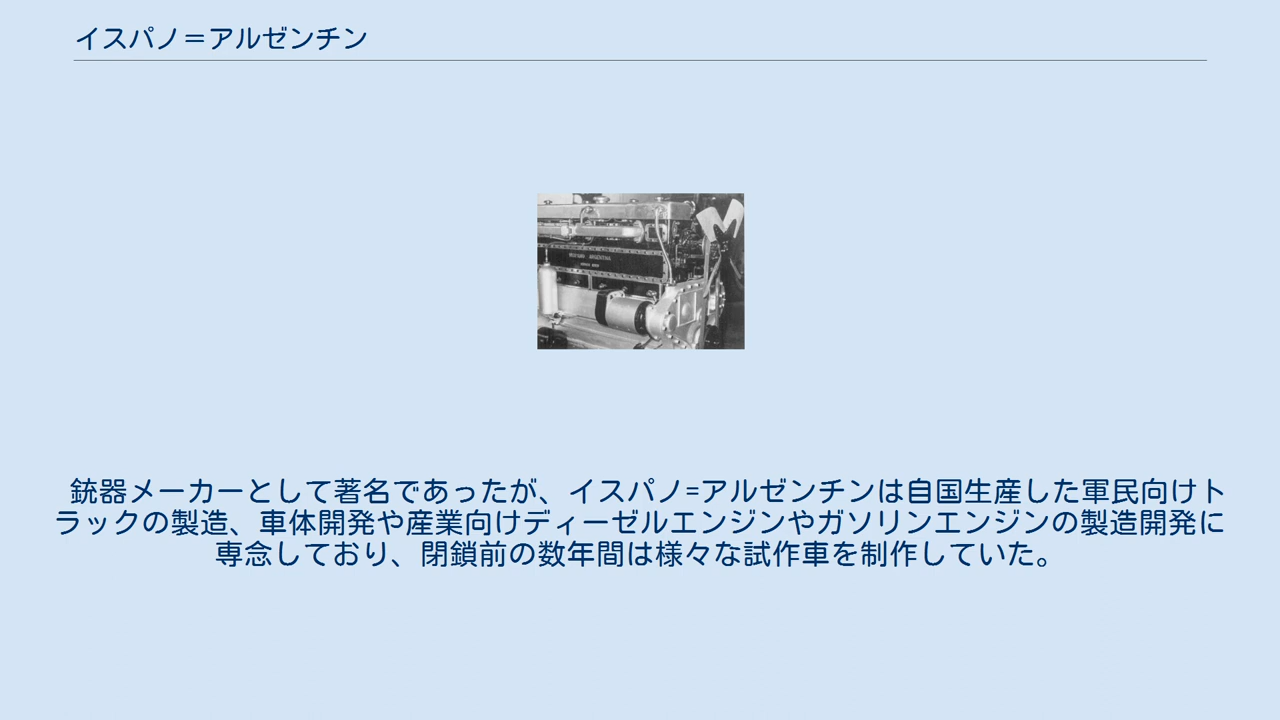 イスパノ＝アルゼンチン
ARGENTINA
銃器メーカーとして著名であったが、イスパノ=アルゼンチンは自国生産した軍民向けト
ラックの製造、車体開発や産業向けディーゼルエンジンやガソリンエンジンの製造開発に
専念しており、閉鎖前の数年間は様々な試作車を制作していた。